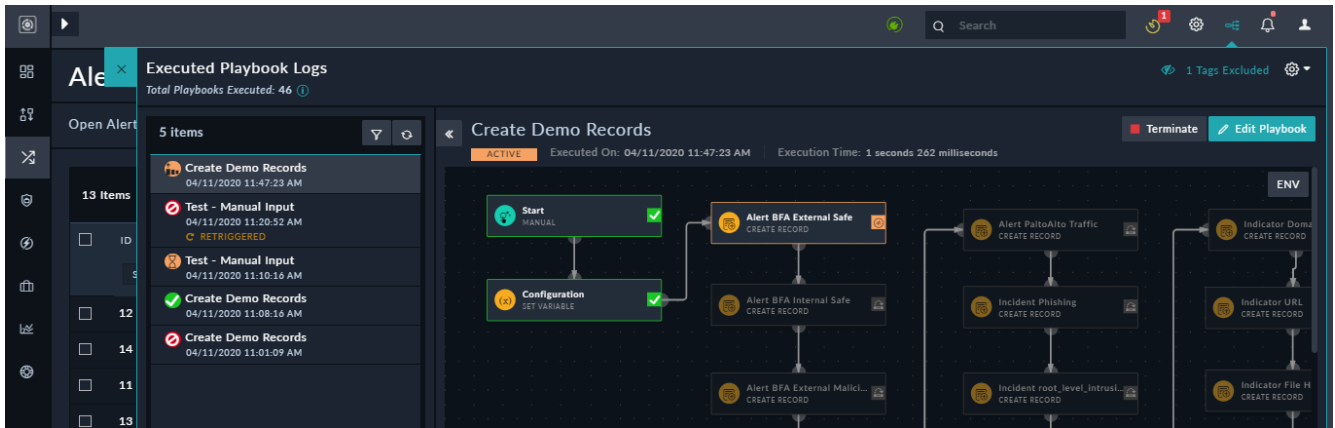 Search
1
Ale
Executed Playbook Logs
Total Playbooks Executed: 46
1 Tags Excluded
Open Alert
5 items
Create Demo Records
Terminate
Edit Playbook
ACTIVE
Executed On: 04/11/2020 11:47:23 AM
Execution Time: 1 seconds 262 milliseconds
Create Demo Records
04/11/2020 11:47:23 AM
Test - Manual Input
04/11/2020 11:20:52 AM
RETRIGGERED
Test - Manual Input
04/11/2020 11:10:16 AM
Create Demo Records
04/11/2020 11:08:16 AM
Create Demo Records
04/11/2020 11:01:09 AM
13 Items
ID
S
12
14
11
13
ENV
Start
MANUAL
Configuration
(x)
SET VARIABLE
Alert BFA External Safe
CREATE RECORD
Alert BFA Internal Safe
CREATE RECORD
Alert BFA External Malici...
CREATE RECORD
Alert PaltoAlto Traffic
CREATE RECORD
Incident Phishing
CREATE RECORD
Incident root_level_intrusi...
CREATE RECORD
Indicator Doma
CREATE RECORD
Indicator URL
CREATE RECORD
Indicator File H
CREATE RECORD